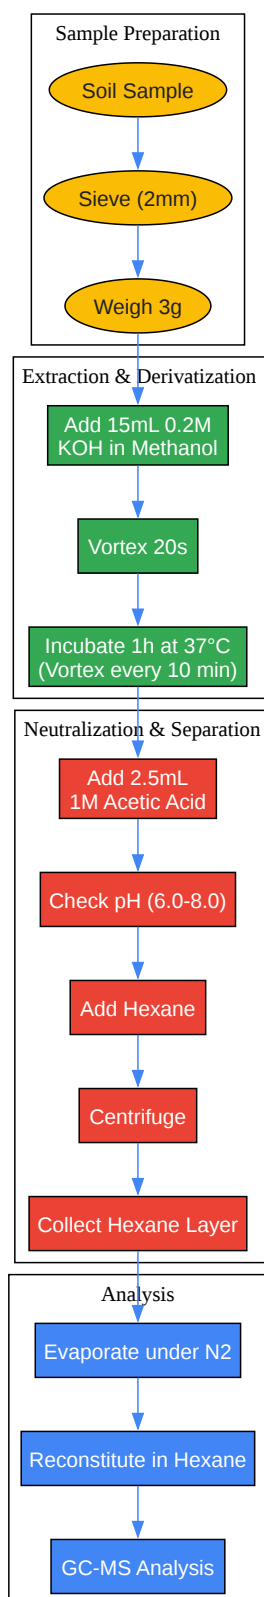 Sample Preparation
Soil Sample
Sieve (2mm)
Weigh 3g
Extraction & Derivatization
Add 15mL 0.2M
KOH in Methanol
Vortex 20s
Incubate 1h at 37°C
(Vortex every 10 min)
Neutralization & Separation
Add 2.5mL
1M Acetic Acid
Check pH (6.0-8.0)
Add Hexane
Centrifuge
Collect Hexane Layer
Analysis
Evaporate under N2
Reconstitute in Hexane
GC-MS Analysis